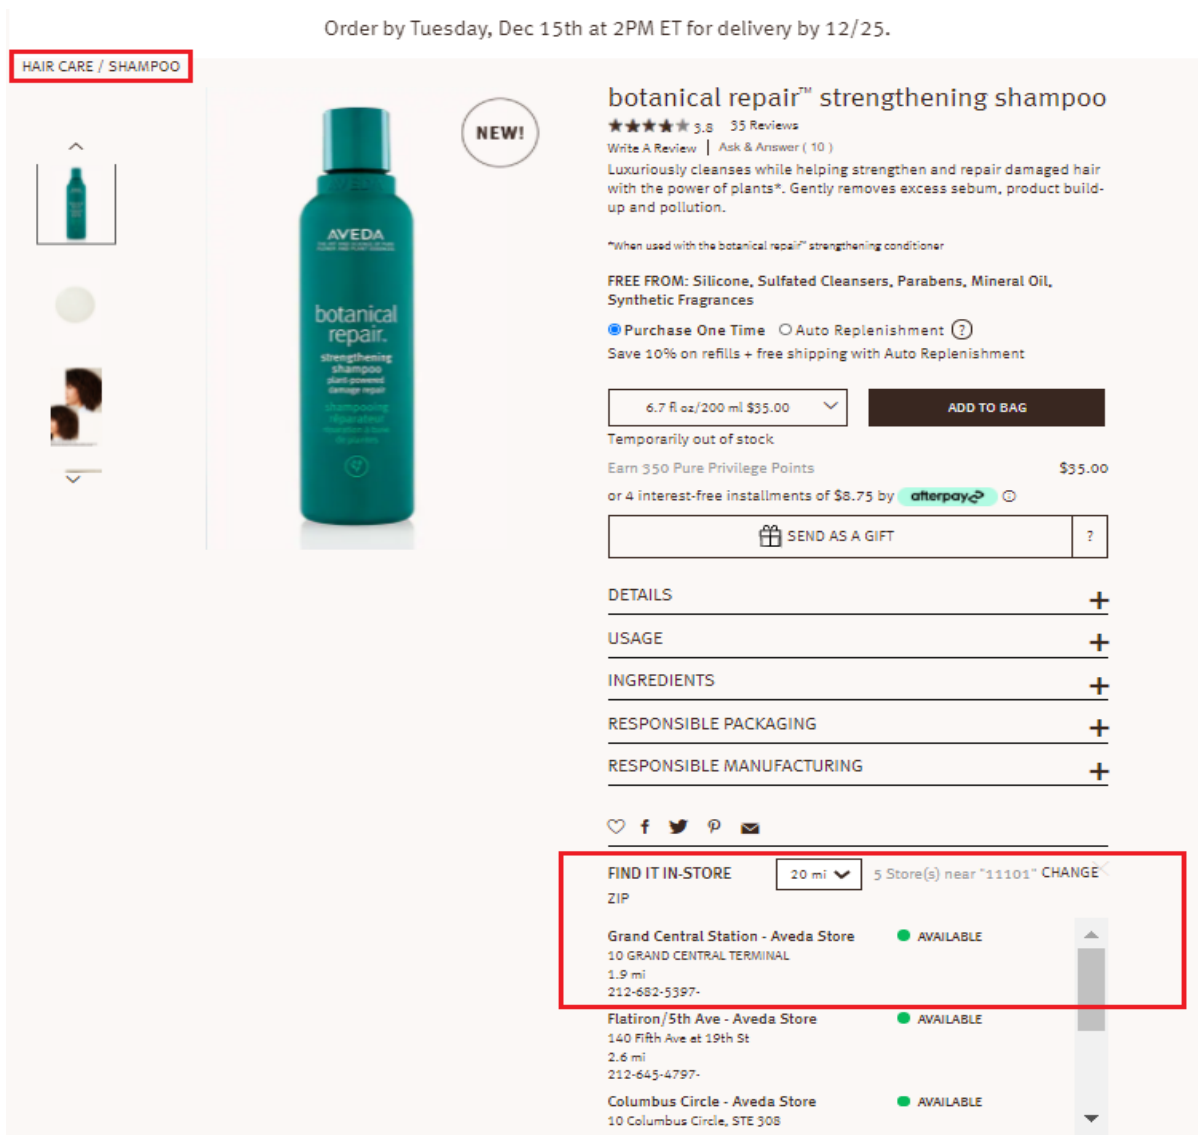 Order by Tuesday, Dec 15th at 2PM ET for delivery by 12/25.
HAIR CARE / SHAMPOO
NEW!
AVEDA
AVEDA
botanical
repair™
strengthening
shampoo
plant-powered
damage repair
shampooing
réparateur
botanical repair™ strengthening shampoo
3.8 35 Reviews
Write A Review | Ask & Answer ( 10 )
Luxuriously cleanses while helping strengthen and repair damaged hair
with the power of plants*. Gently removes excess sebum, product build-
up and pollution.
*When used with the botanical repair™ strengthening conditioner
FREE FROM: Silicone, Sulfated Cleansers, Parabens, Mineral Oil,
Synthetic Fragrances
Purchase One Time Auto Replenishment ?
Save 10% on refills + free shipping with Auto Replenishment
6.7 fl oz/200 ml $35.00
ADD TO BAG
Temporarily out of stock
Earn 350 Pure Privilege Points $35.00
or 4 interest-free installments of $8.75 by afterpay
SEND AS A GIFT ?
DETAILS +
USAGE +
INGREDIENTS +
RESPONSIBLE PACKAGING +
RESPONSIBLE MANUFACTURING +
FIND IT IN-STORE 20 mi 5 Store(s) near "11101" CHANGE
ZIP
Grand Central Station - Aveda Store AVAILABLE
10 GRAND CENTRAL TERMINAL
1.9 mi
212-682-5397-
Flatiron/5th Ave - Aveda Store AVAILABLE
140 Fifth Ave at 19th St
2.6 mi
212-645-4797-
Columbus Circle - Aveda Store AVAILABLE
10 Columbus Circle, STE 308